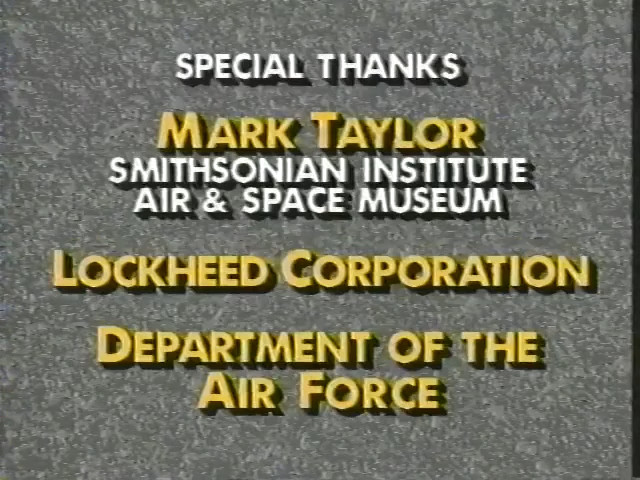 SPECIAL THANKS
MARK TAYLOR
SMITHSONIAN INSTITUTE
AIR & SPACE MUSEUM
LOCKHEED CORPORATION
DEPARTMENT OF THE
AIR FORCE